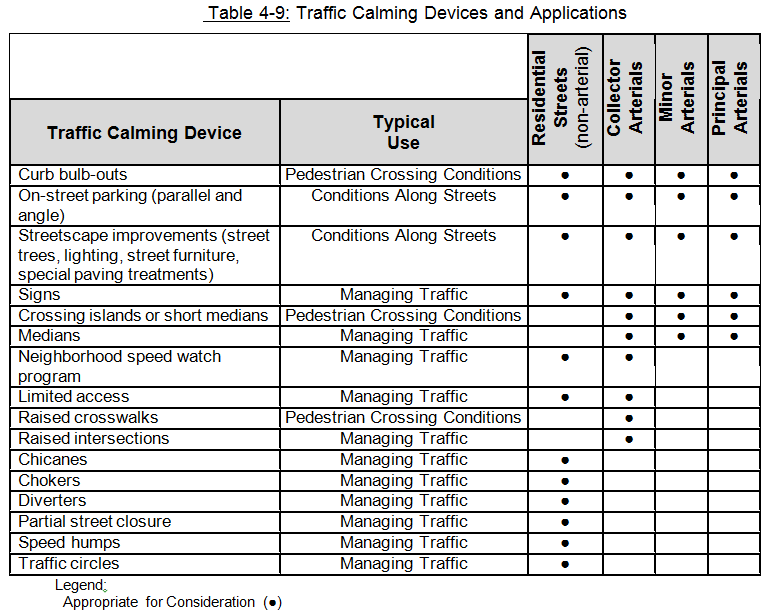 Table 4-9: Traffic Calming Devices and Applications
Traffic Calming Device
Typical
Use
Residential
Streets
(non-arterial)
Collector
Arterials
Minor
Arterials
Principal
Arterials
Curb bulb-outs Pedestrian Crossing Conditions ● ● ● ●
On-street parking (parallel and Conditions Along Streets ● ● ● ●
angle)
Streetscape improvements (street Conditions Along Streets ● ● ● ●
trees, lighting, street furniture,
special paving treatments)
Signs Managing Traffic ● ● ● ●
Crossing islands or short medians Pedestrian Crossing Conditions ● ● ●
Medians Managing Traffic ● ● ●
Neighborhood speed watch Managing Traffic ● ●
program
Limited access Managing Traffic ● ●
Raised crosswalks Pedestrian Crossing Conditions ●
Raised intersections Managing Traffic ●
Chicanes Managing Traffic ●
Chokers Managing Traffic ●
Diverters Managing Traffic ●
Partial street closure Managing Traffic ●
Speed humps Managing Traffic ●
Traffic circles Managing Traffic ●
Legend:
Appropriate for Consideration (●)